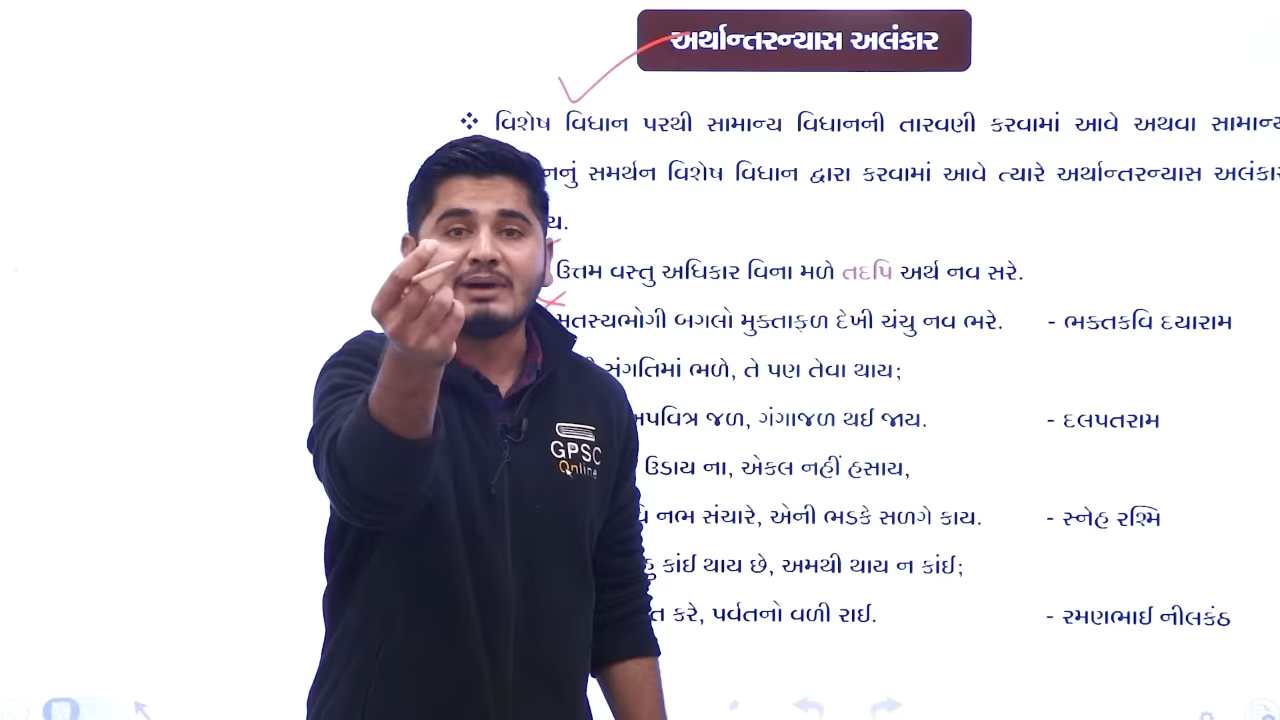 અર્થાન્તરન્યાસ અલંકાર
❖ વિશેષ વિધાન પરથી સામાન્ય વિધાનની તારવણી કરવામાં આવે અથવા
સમર્થન વિશેષ વિધાન દ્વારા કરવામાં આવે ત્યારે અર્થાન્તરન્યાસ
ઉત્તમ વસ્તુ અધિકાર વિના મળે તદપિ અર્થ નવ સરે.
મતસ્યભોગી બગલો મુક્તાફળ દેખી ચંચુ નવ ભરે. - ભક્તકવિ દયારામ
સંગતિમાં ભળે, તે પણ તેવા થાય;
જળ, ગંગાજળ થઈ જાય. - દલપતરામ
ઉડાય ના, એકલ નહીં હસાય,
નભ સંચારે, એની ભડકે સળગે કાય. - સ્નેહ રશ્મિ
કાંઈ થાય છે, અમથી થાય ન કાંઈ;
કરે, પર્વતનો વળી રાઈ. - રમણભાઈ નીલકંઠ
GPSC
Online